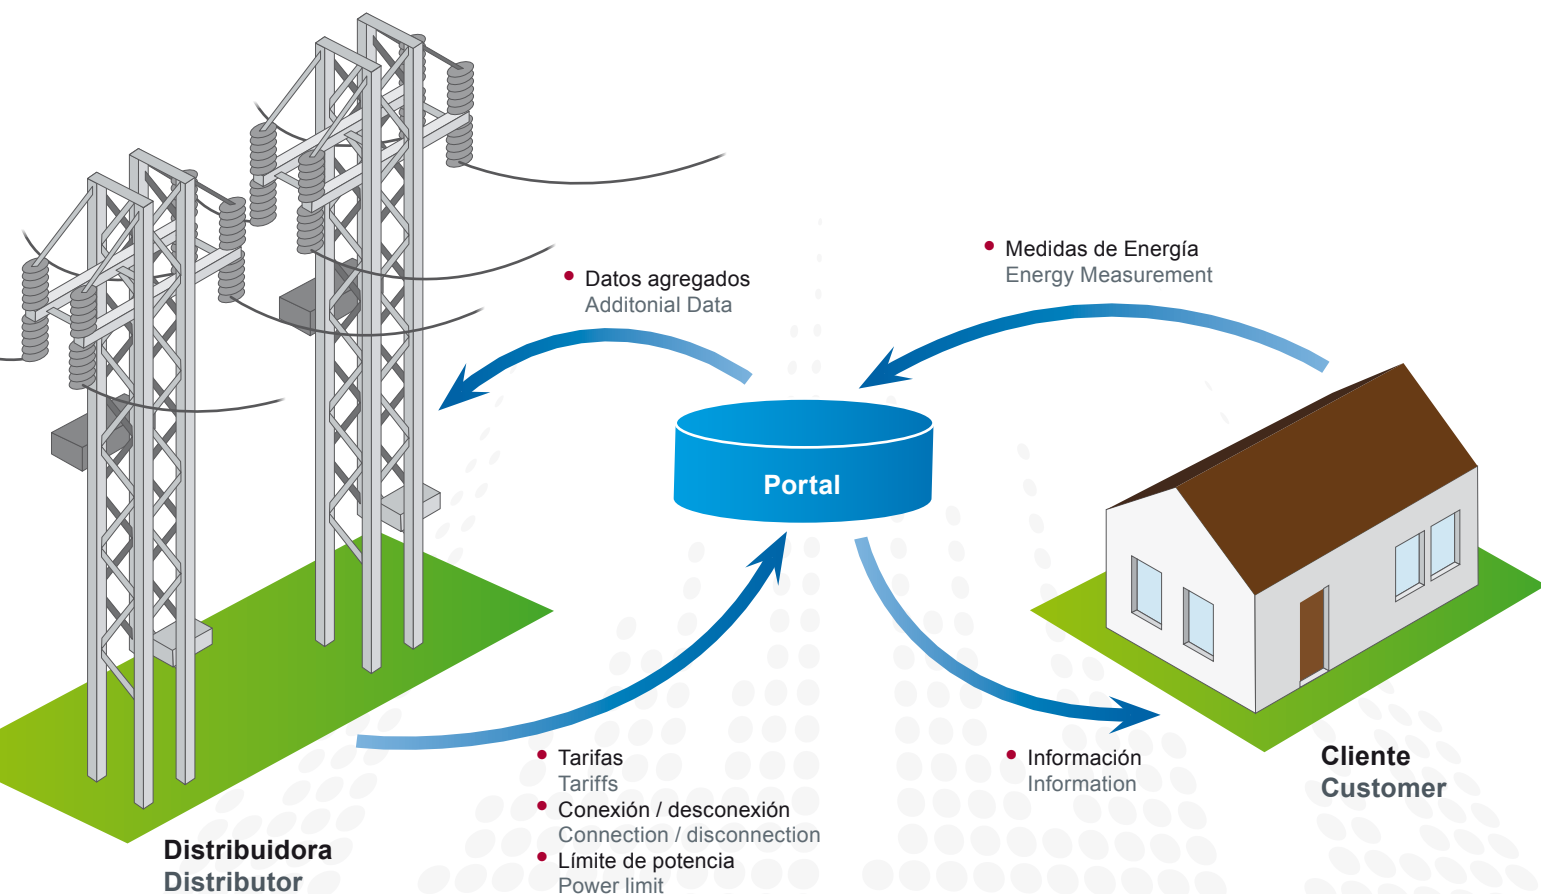 Medidas de Energía
Energy Measurement
Datos agregados
Additonial Data
Portal
Tarifas
Tariffs
Conexión / desconexión
Connection / disconnection
Límite de potencia
Power limit
Información
Information
Cliente
Customer
Distribuidora
Distributor